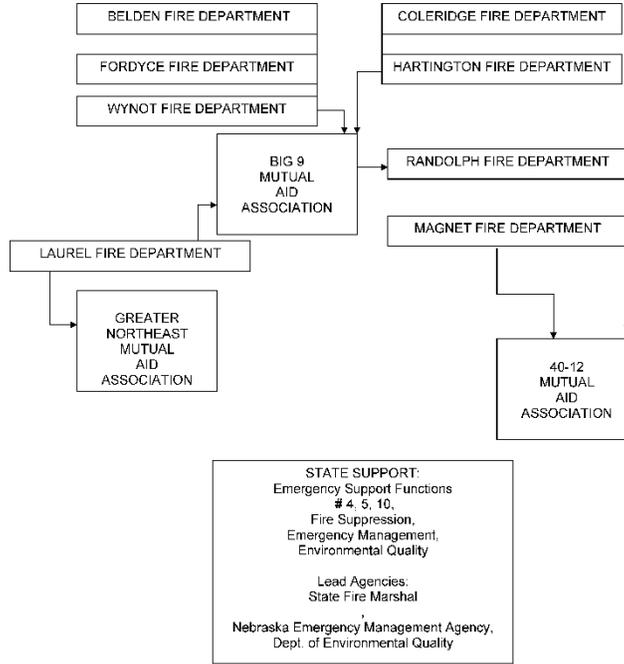 BELDEN FIRE DEPARTMENT
COLERIDGE FIRE DEPARTMENT
FORDYCE FIRE DEPARTMENT
HARTINGTON FIRE DEPARTMENT
WYNOT FIRE DEPARTMENT
BIG 9
MUTUAL
AID
ASSOCIATION
RANDOLPH FIRE DEPARTMENT
MAGNET FIRE DEPARTMENT
LAUREL FIRE DEPARTMENT
GREATER
NORTHEAST
MUTUAL
AID
ASSOCIATION
40-12
MUTUAL
AID
ASSOCIATION
STATE SUPPORT:
Emergency Support Functions
# 4, 5, 10,
Fire Suppression,
Emergency Management,
Environmental Quality
Lead Agencies:
State Fire Marshal
,
Nebraska Emergency Management Agency,
Dept. of Environmental Quality